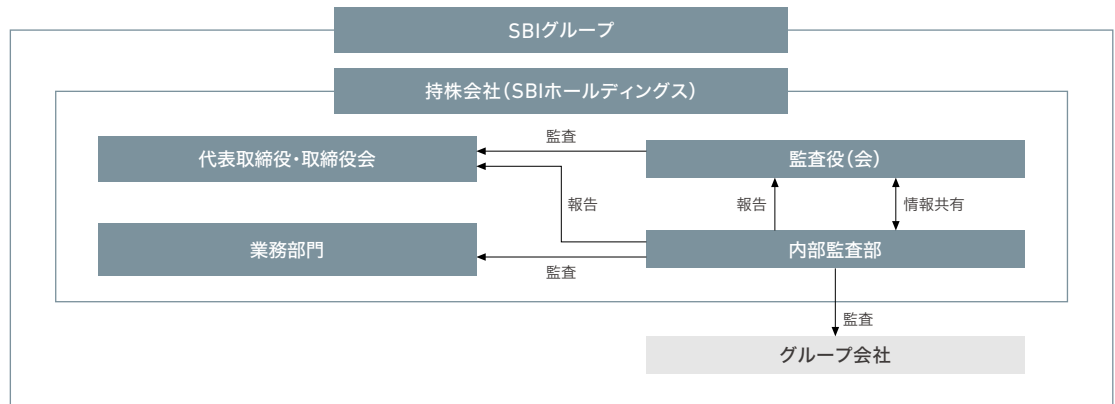 SBIグループ
持株会社(SBIホールディングス)
代表取締役・取締役会
監査
監査役(会)
報告
報告
情報共有
業務部門
監査
内部監査部
監査
グループ会社